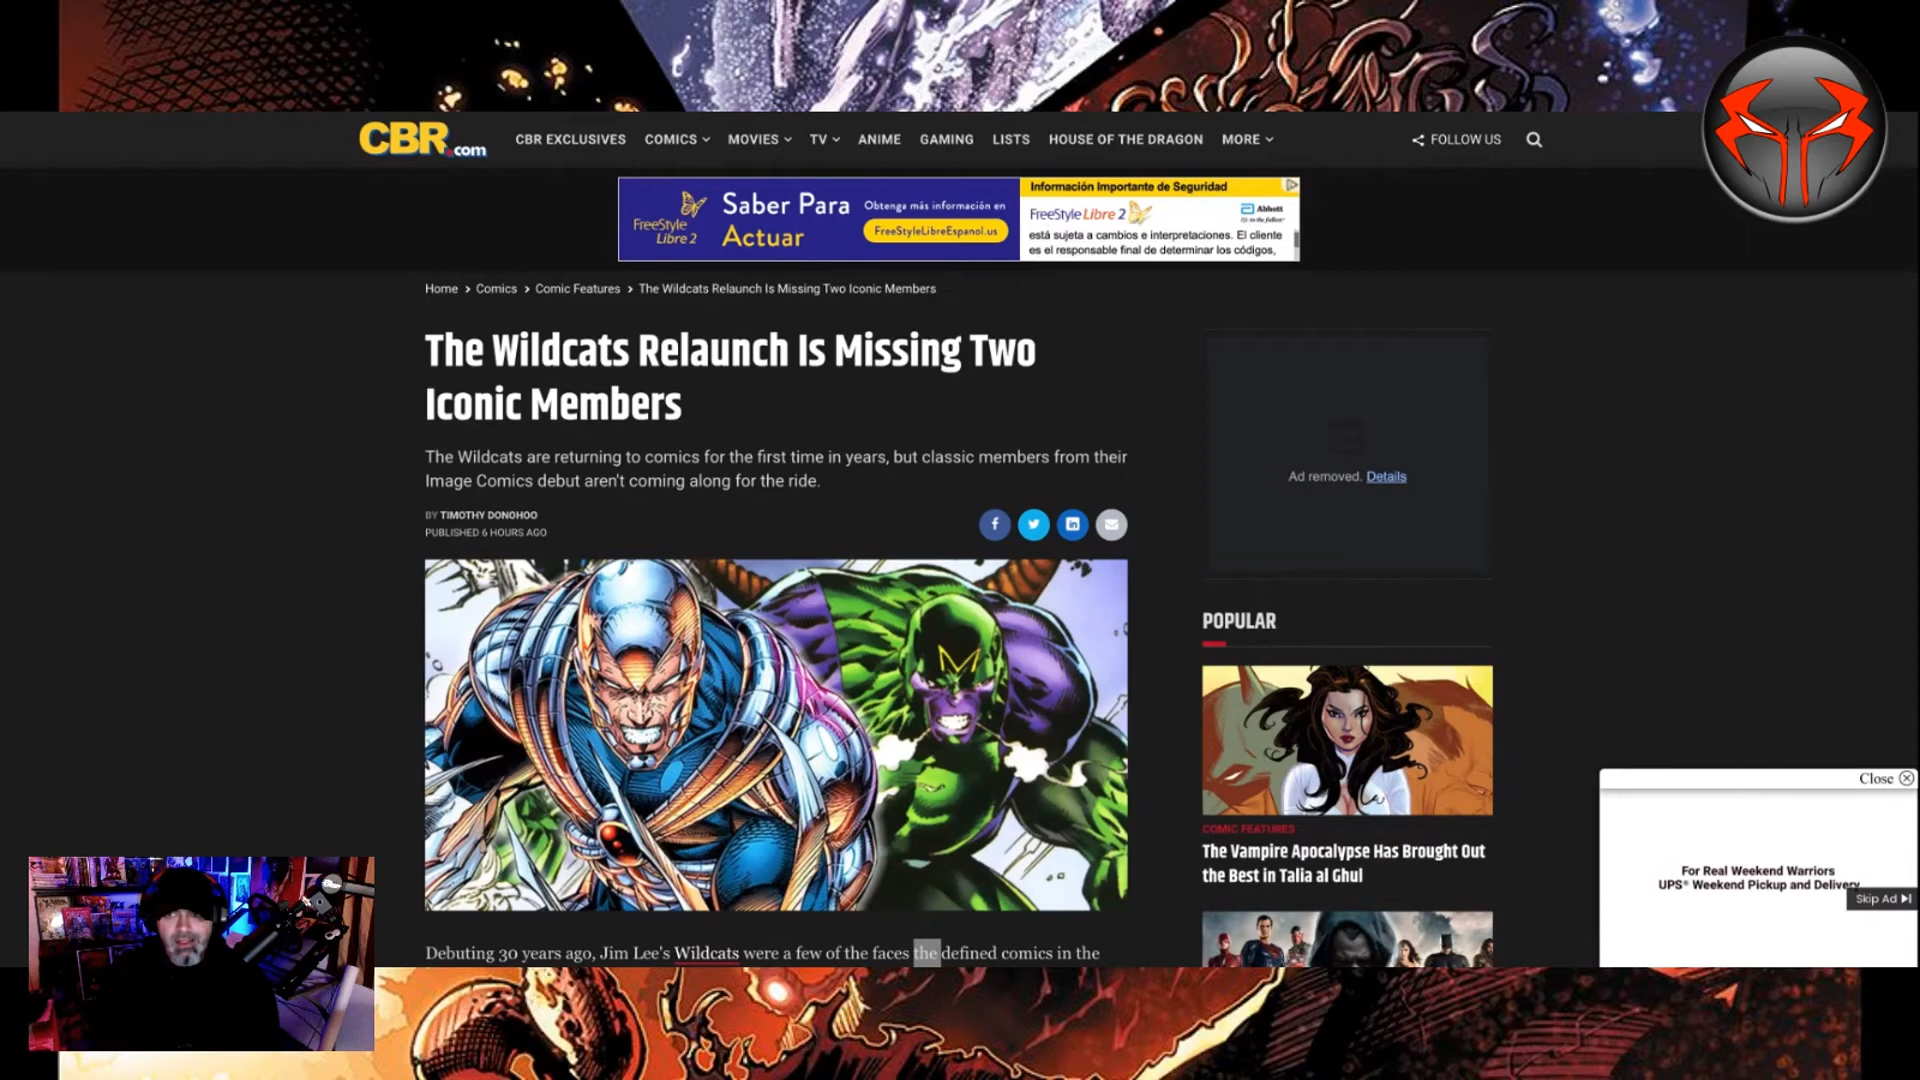 CBR.com
CBR EXCLUSIVES COMICS MOVIES TV ANIME GAMING LISTS HOUSE OF THE DRAGON MORE FOLLOW US
FreeStyle Libre 2
Saber Para Actuar
Obtenga más información en
FreeStyleLibreEspanol.us
Información Importante de Seguridad
FreeStyle Libre 2
Abbott
está sujeta a cambios e interpretaciones. El cliente
es el responsable final de determinar los códigos,
Home > Comics > Comic Features > The Wildcats Relaunch Is Missing Two Iconic Members
The Wildcats Relaunch Is Missing Two
Iconic Members
The Wildcats are returning to comics for the first time in years, but classic members from their
Image Comics debut aren't coming along for the ride.
BY TIMOTHY DONOHOO
PUBLISHED 6 HOURS AGO
Debuting 30 years ago, Jim Lee's Wildcats were a few of the faces the defined comics in the
Ad removed. Details
POPULAR
COMIC FEATURES
The Vampire Apocalypse Has Brought Out
the Best in Talia al Ghul
Close
For Real Weekend Warriors
UPS® Weekend Pickup and Delivery
Skip Ad